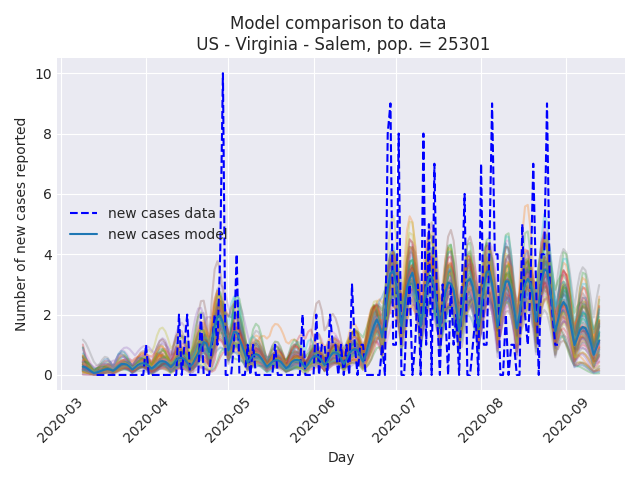 Model comparison to data
US - Virginia - Salem, pop. = 25301
Number of new cases reported
10
8
6
4
2
0
new cases data
new cases model
2020-03
2020-04
2020-05
2020-06
2020-07
2020-08
2020-09
Day